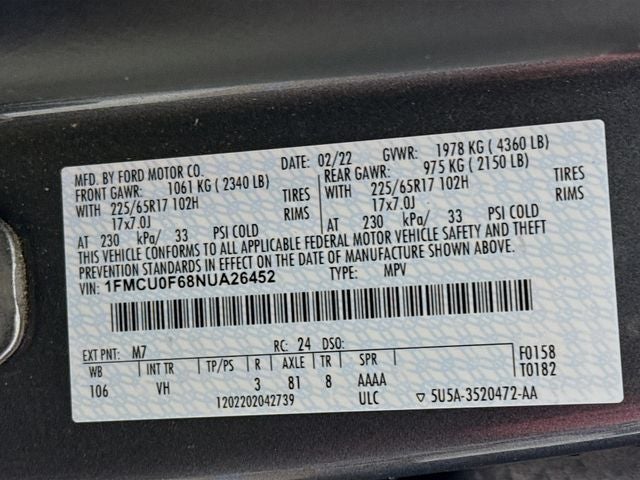 MFD. BY FORD MOTOR CO. DATE: 02/22 GVWR: 1978 KG ( 4360 LB)
FRONT GAWR: 1061 KG ( 2340 LB) REAR GAWR: 975 KG ( 2150 LB)
WITH 225/65R17 102H TIRES WITH 225/65R17 102H TIRES
17x7.0J RIMS 17x7.0J RIMS
AT 230 kPa/ 33 PSI COLD AT 230 kPa/ 33 PSI COLD
THIS VEHICLE CONFORMS TO ALL APPLICABLE FEDERAL MOTOR VEHICLE SAFETY AND THEFT
PREVENTION STANDARDS IN EFFECT ON THE DATE OF MANUFACTURE SHOWN ABOVE.
VIN: 1FMCU0F68NUA26452 TYPE: MPV
EXT PNT: M7 RC: 24 DSO:
WB INT TR TP/PS R AXLE TR SPR F0158
106 VH 3 81 8 AAAA T0182
1202202042739 ULC ▽ 5U5A-3520472-AA